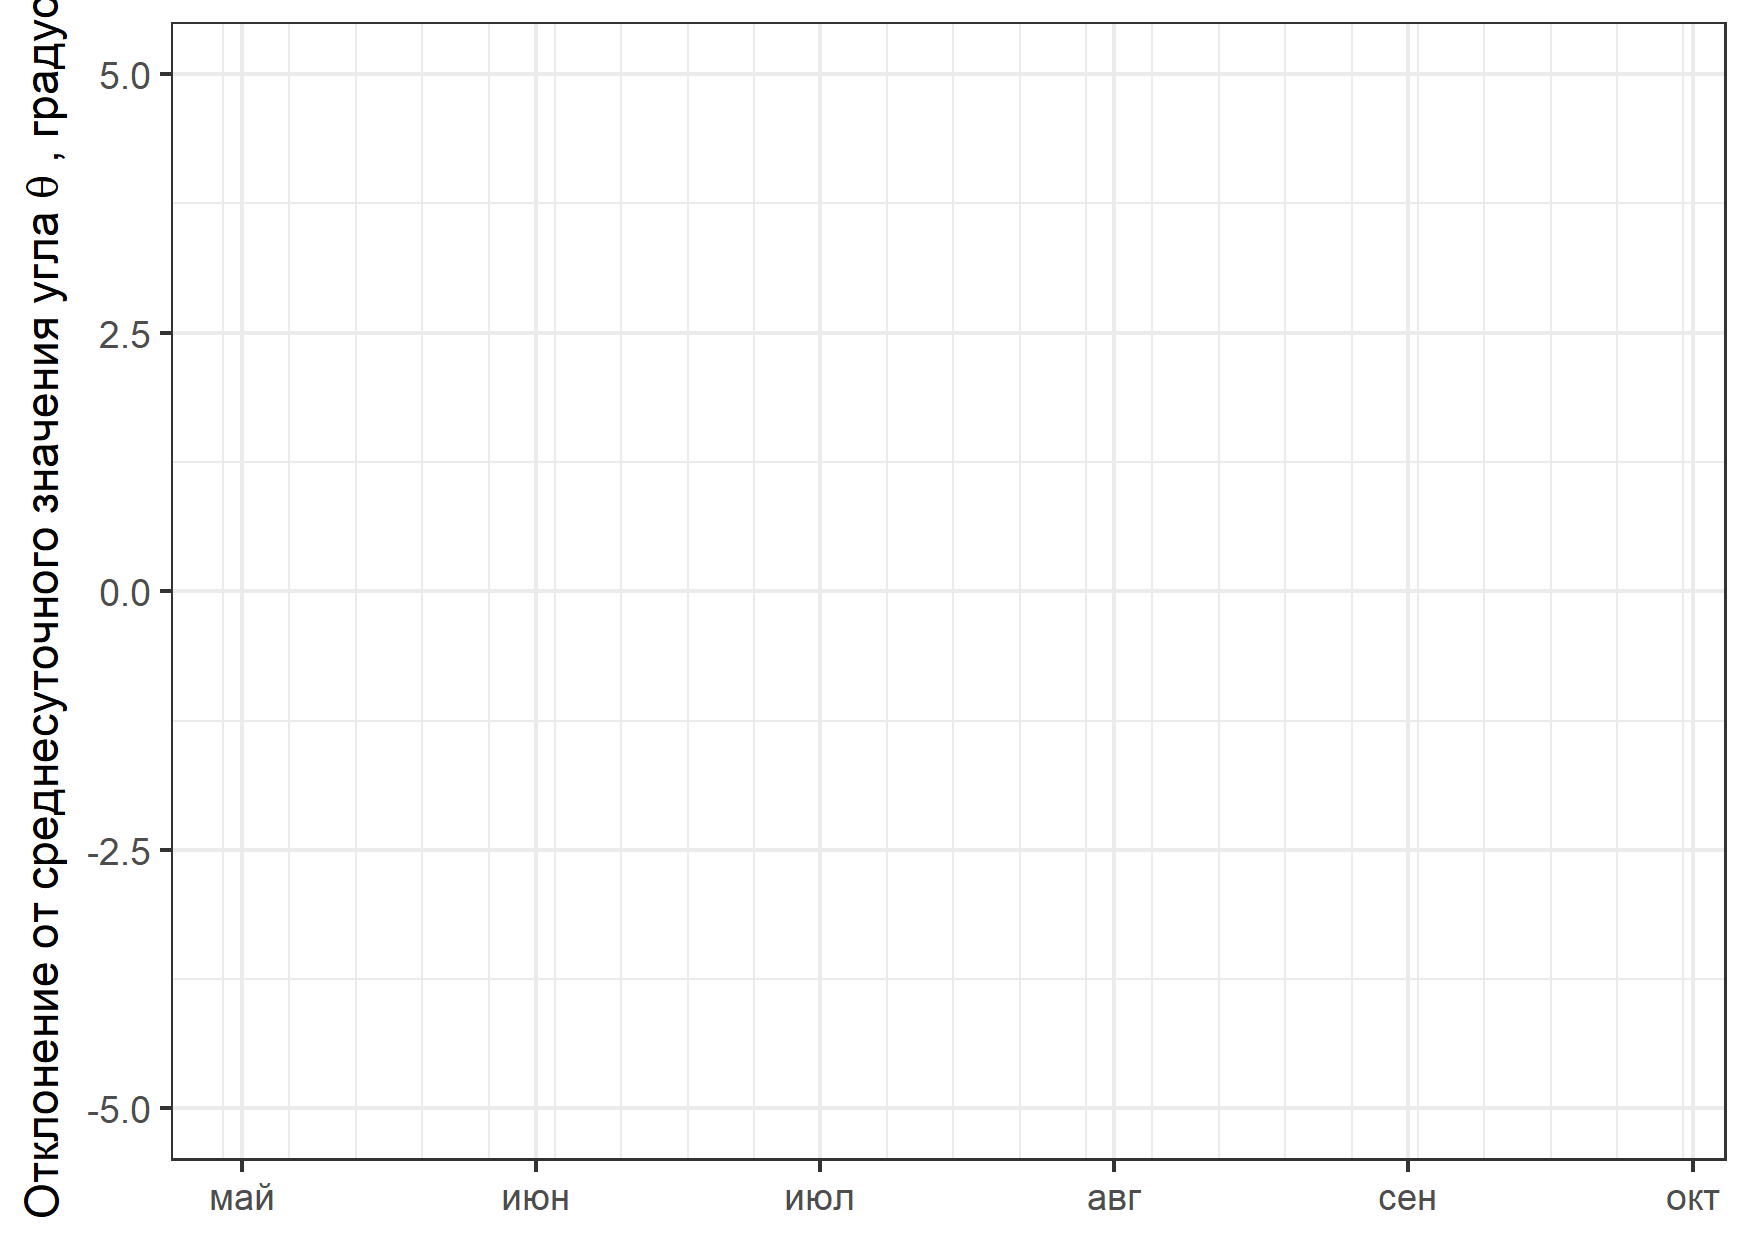 Отклонение от среднесуточного значения угла θ , градус
5.0
2.5
0.0
-2.5
-5.0
май июн июл авг сен окт